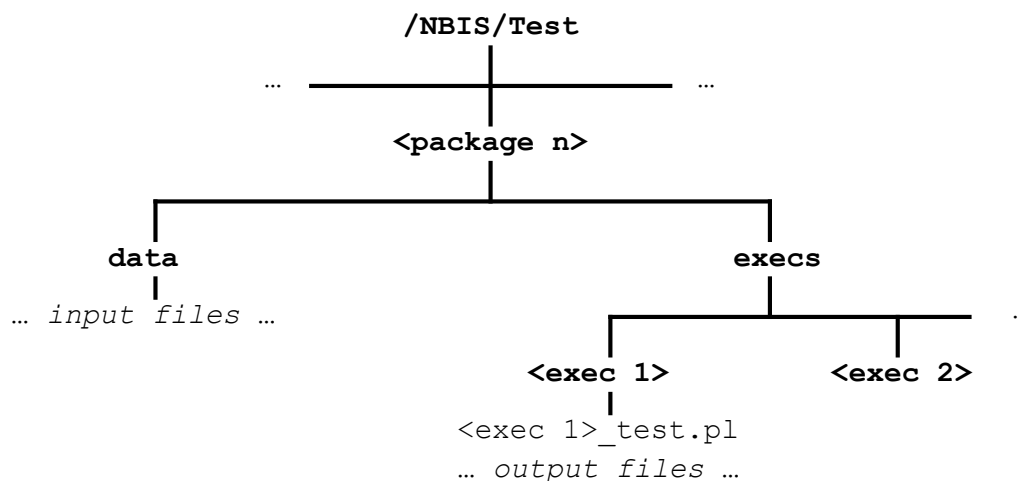 /NBIS/Test
… …
<package n>
data execs
… input files … .
<exec 1> <exec 2>
<exec 1>_test.pl
… output files …